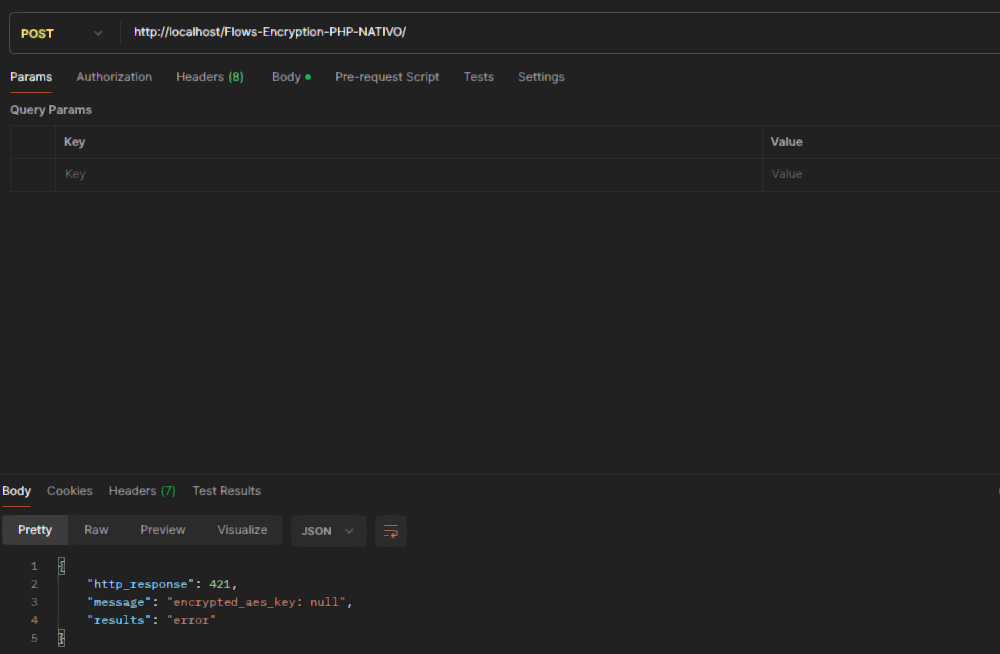 POST http://localhost/Flows-Encryption-PHP-NATIVO/
Params Authorization Headers (8) Body Pre-request Script Tests Settings
Query Params
Key Value
Key Value
Body Cookies Headers (7) Test Results
Pretty Raw Preview Visualize JSON
1 {
2 "http_response": 421,
3 "message": "encrypted_aes_key: null",
4 "results": "error"
5 }